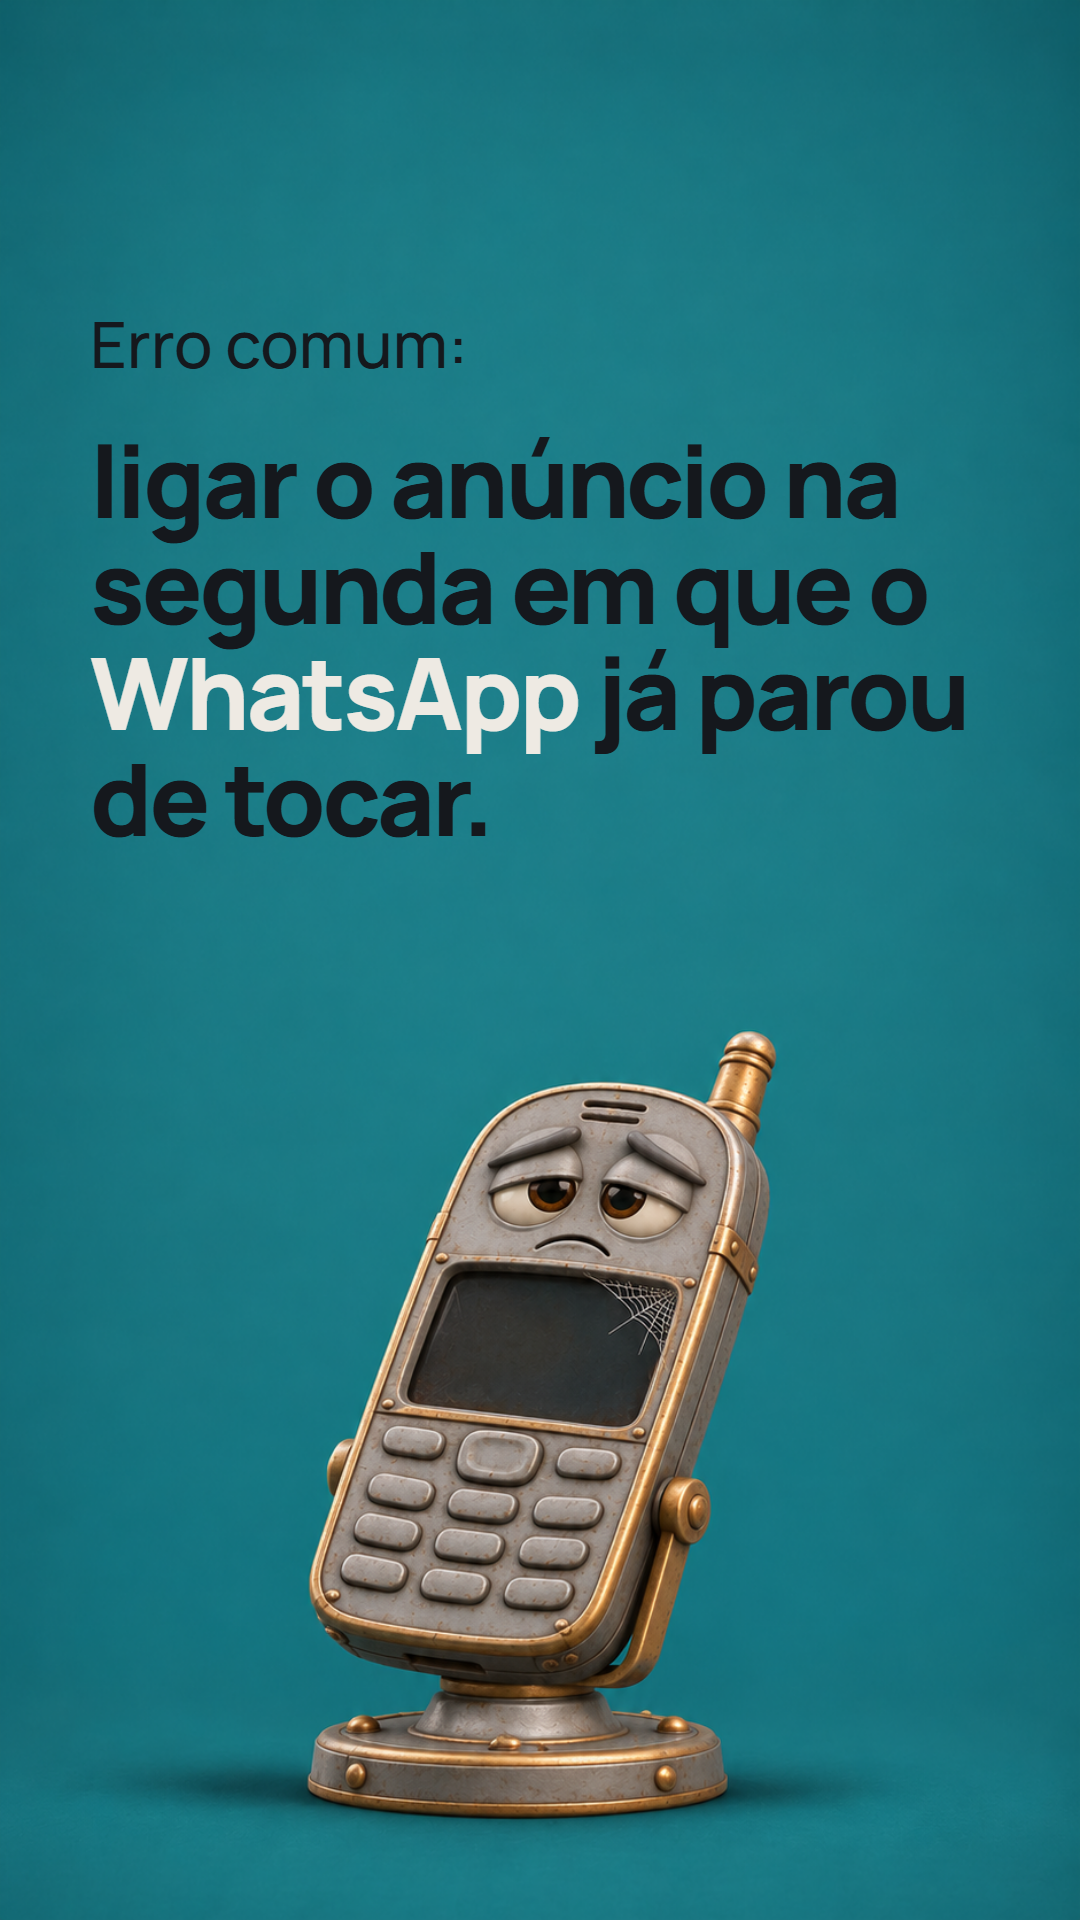 Erro comum:
ligar o anúncio na
segunda em que o
WhatsApp já parou
de tocar.